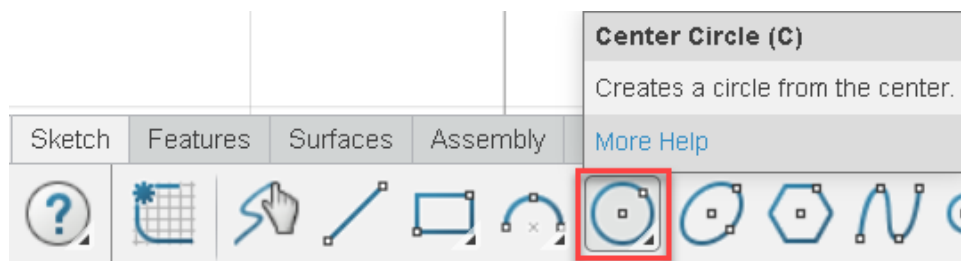 Center Circle (C)
Creates a circle from the center.
More Help
Sketch Features Surfaces Assembly
?